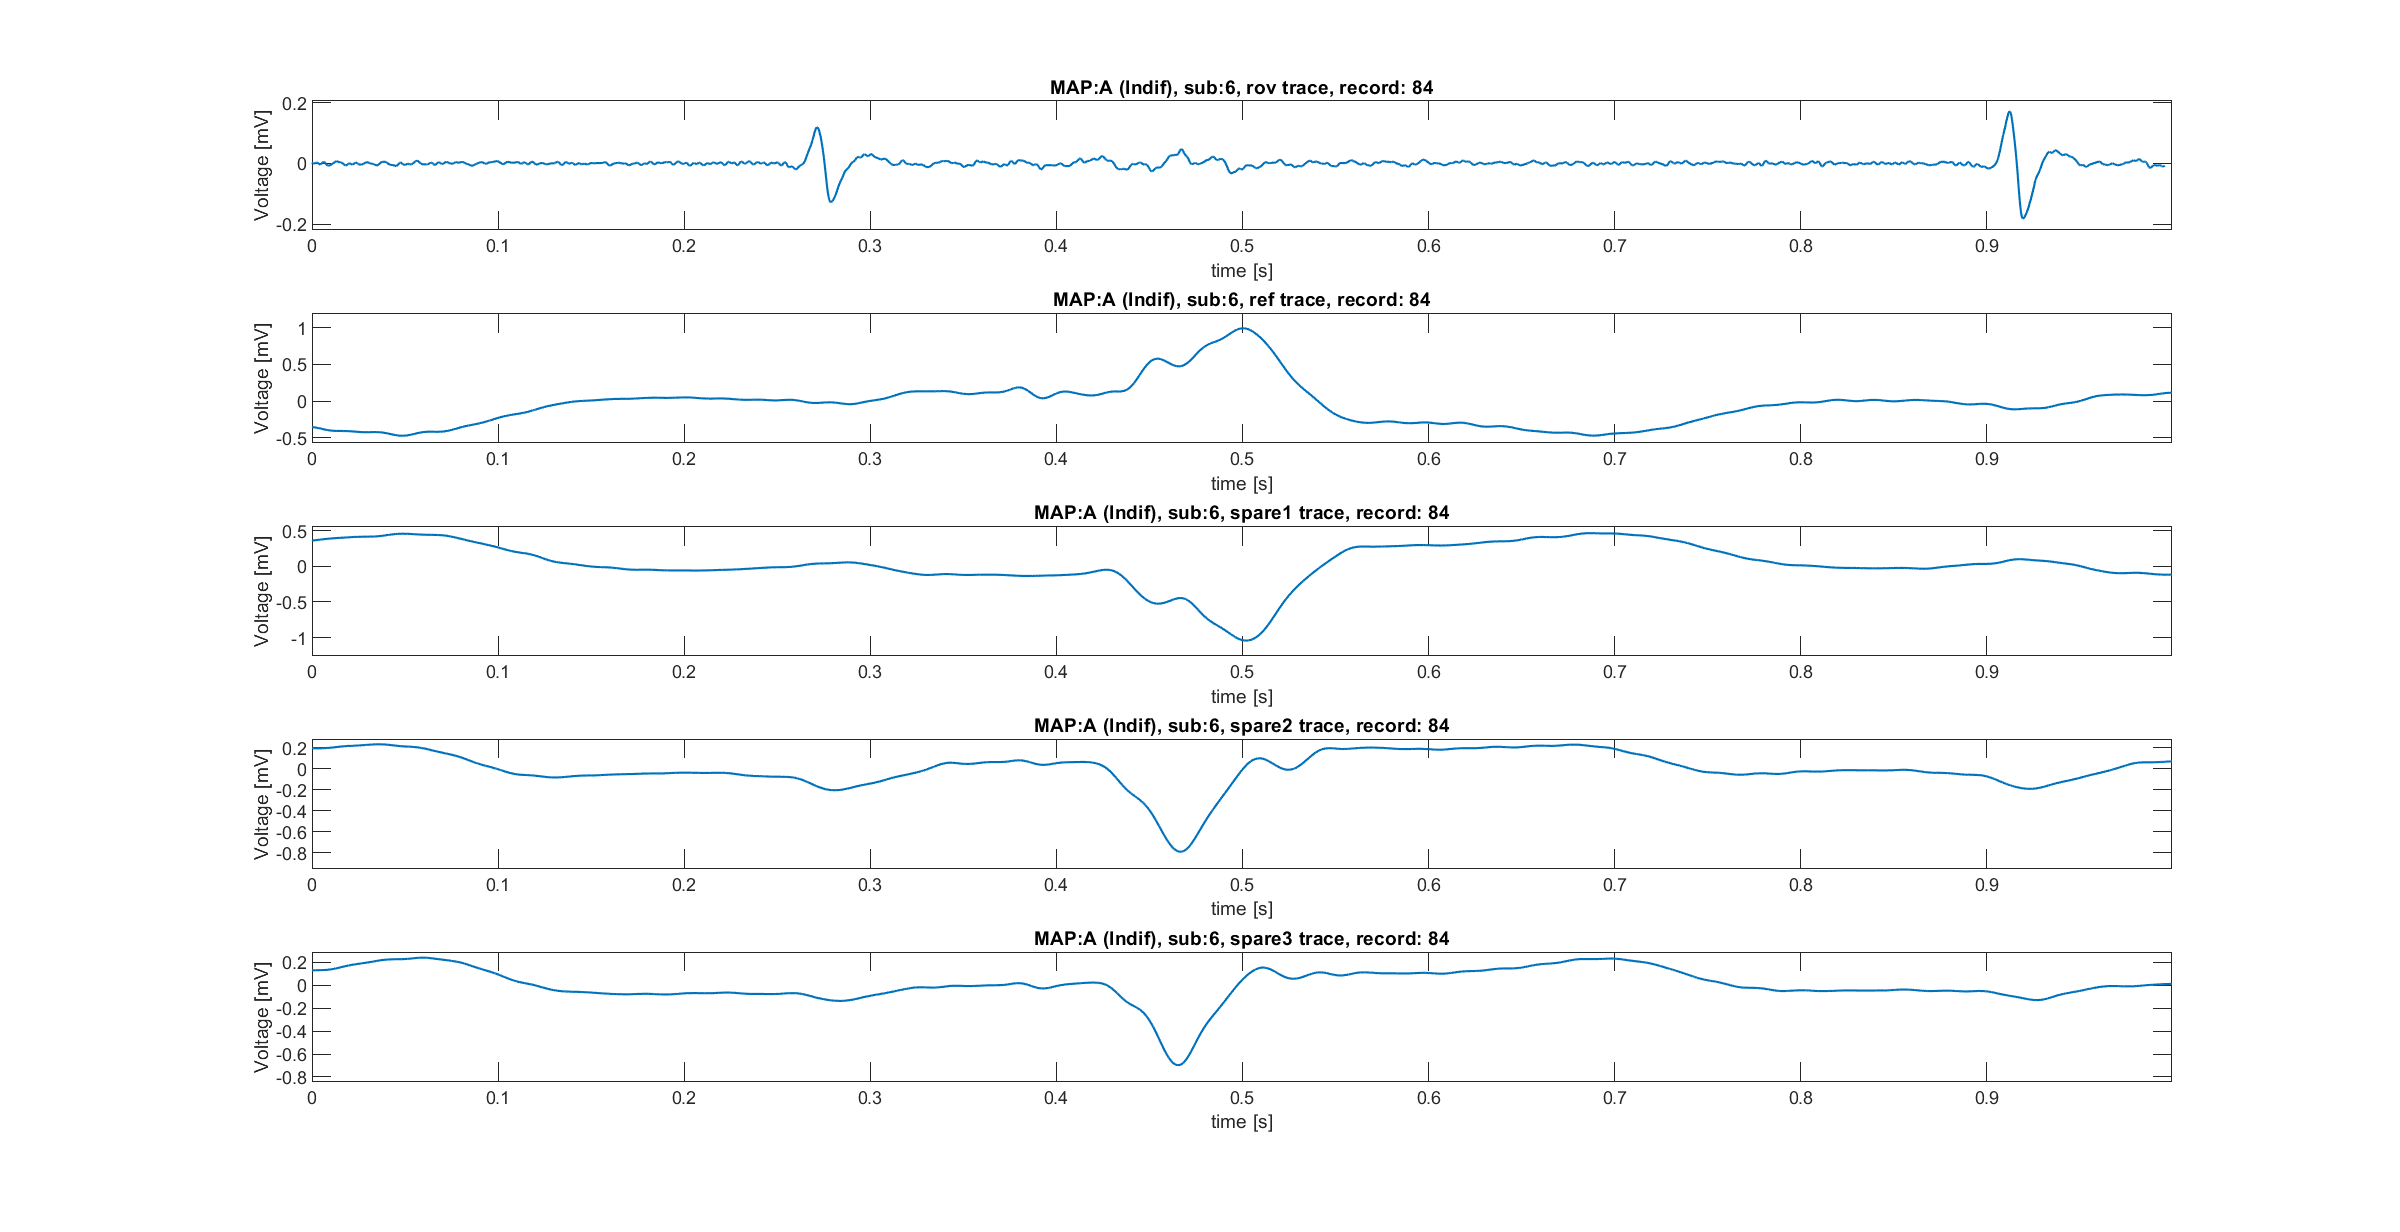 MAP:A (Indif), sub:6, rov trace, record: 84
Voltage [mV]
0.2
0
-0.2
0 0.1 0.2 0.3 0.4 0.5 0.6 0.7 0.8 0.9
time [s]
MAP:A (Indif), sub:6, ref trace, record: 84
Voltage [mV]
1
0.5
0
-0.5
0 0.1 0.2 0.3 0.4 0.5 0.6 0.7 0.8 0.9
time [s]
MAP:A (Indif), sub:6, spare1 trace, record: 84
Voltage [mV]
0.5
0
-0.5
-1
0 0.1 0.2 0.3 0.4 0.5 0.6 0.7 0.8 0.9
time [s]
MAP:A (Indif), sub:6, spare2 trace, record: 84
Voltage [mV]
0.2
0
-0.2
-0.4
-0.6
-0.8
0 0.1 0.2 0.3 0.4 0.5 0.6 0.7 0.8 0.9
time [s]
MAP:A (Indif), sub:6, spare3 trace, record: 84
Voltage [mV]
0.2
0
-0.2
-0.4
-0.6
-0.8
0 0.1 0.2 0.3 0.4 0.5 0.6 0.7 0.8 0.9
time [s]